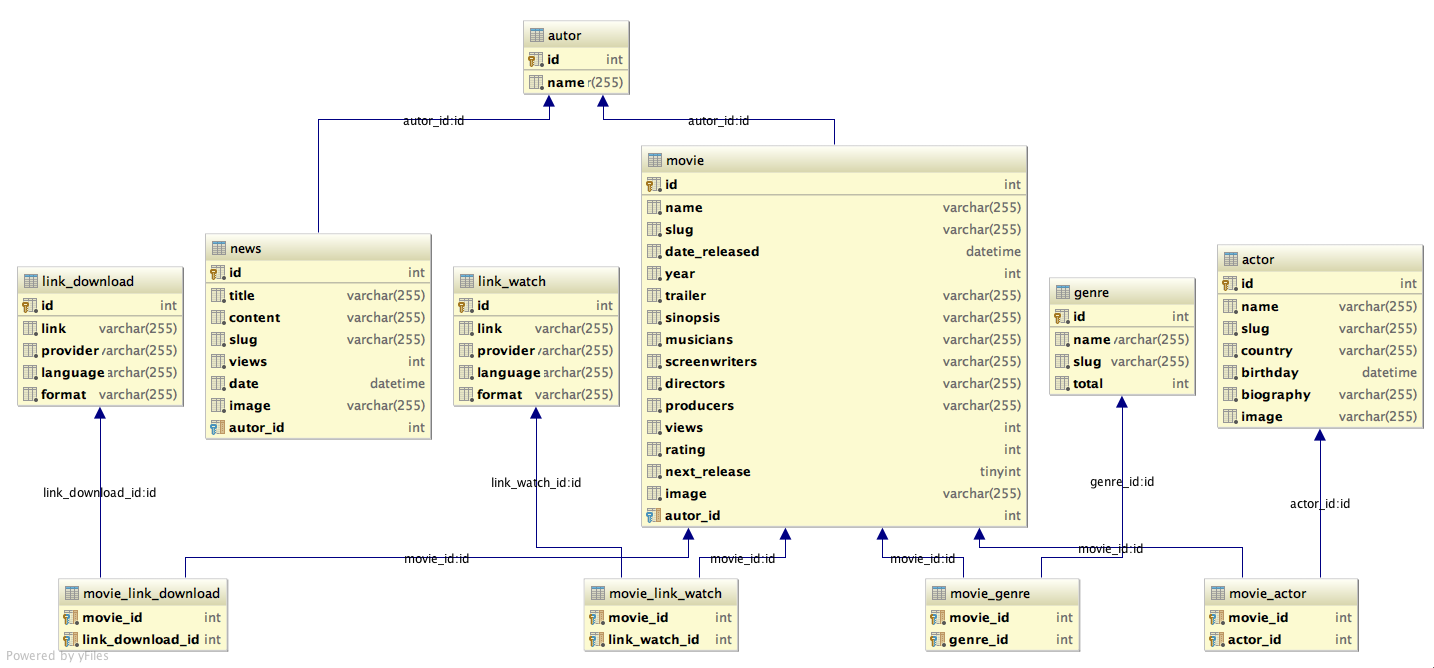 autor
id int
name r(255)
autor_id:id
autor_id:id
movie
id int
name varchar(255)
slug varchar(255)
date_released datetime
year int
trailer varchar(255)
sinopsis varchar(255)
musicians varchar(255)
screenwriters varchar(255)
directors varchar(255)
producers varchar(255)
views int
rating int
next_release tinyint
image varchar(255)
autor_id int
news
id int
title varchar(255)
content varchar(255)
slug varchar(255)
views int
date datetime
image varchar(255)
autor_id int
link_download
id int
link varchar(255)
provider varchar(255)
language archar(255)
format varchar(255)
link_watch
id int
link varchar(255)
provider varchar(255)
language archar(255)
format varchar(255)
genre
id int
name varchar(255)
slug varchar(255)
total int
actor
id int
name varchar(255)
slug varchar(255)
country varchar(255)
birthday datetime
biography varchar(255)
image varchar(255)
link_download_id:id
link_watch_id:id
genre_id:id
actor_id:id
movie_id:id
movie_id:id
movie_id:id
movie_id:id
movie_link_download
movie_id int
link_download_id int
movie_link_watch
movie_id int
link_watch_id int
movie_genre
movie_id int
genre_id int
movie_actor
movie_id int
actor_id int
Powered by yFiles